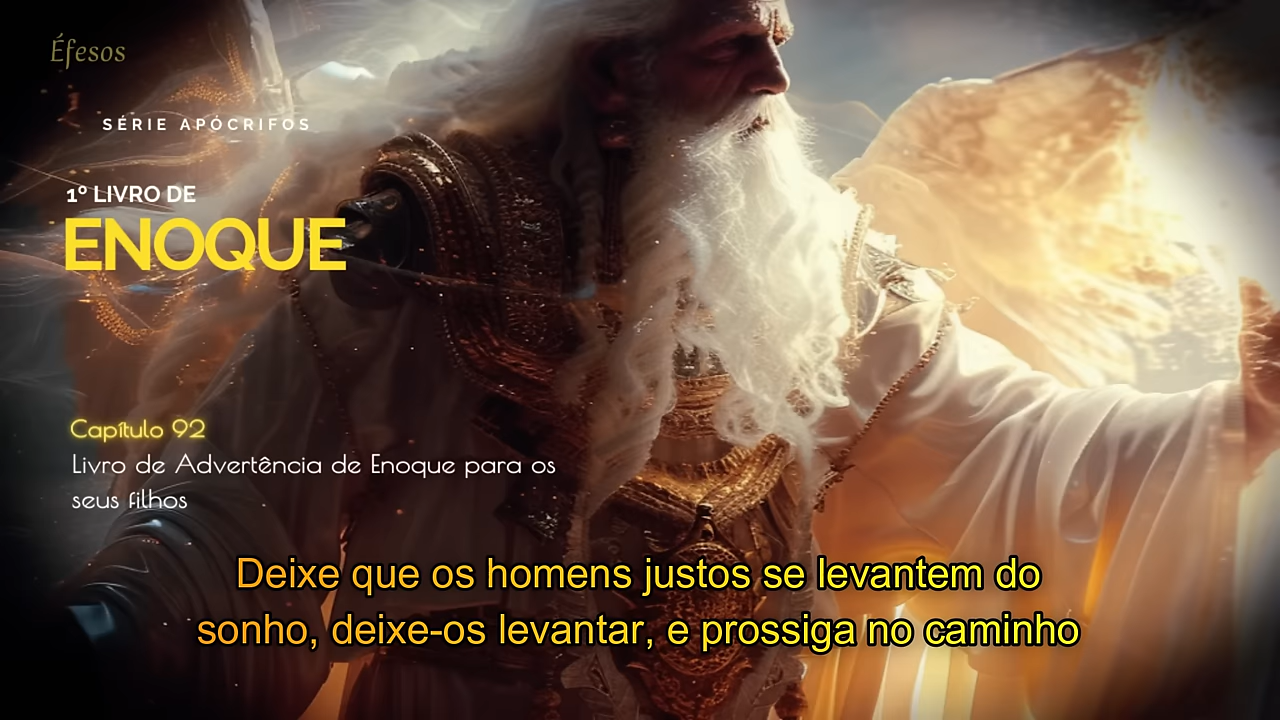 Éfesos
SÉRIE APÓCRIFOS
1º LIVRO DE
ENOQUE
Capítulo 92
Livro de Advertência de Enoque para os
seus filhos
Deixe que os homens justos se levantem do
sonho, deixe-os levantar, e prossiga no caminho